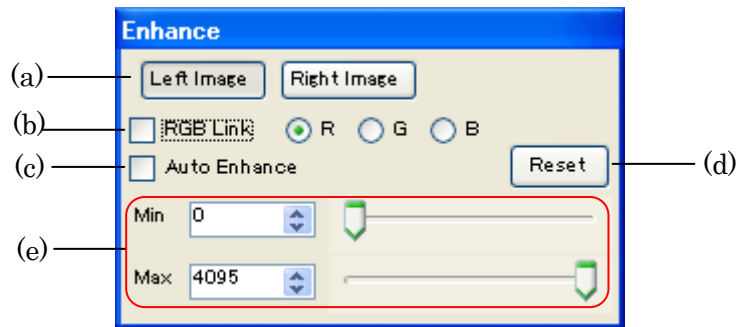 Enhance
(a) Left Image Right Image
(b) RGB Link R G B
(c) Auto Enhance Reset (d)
Min 0
(e)
Max 4095